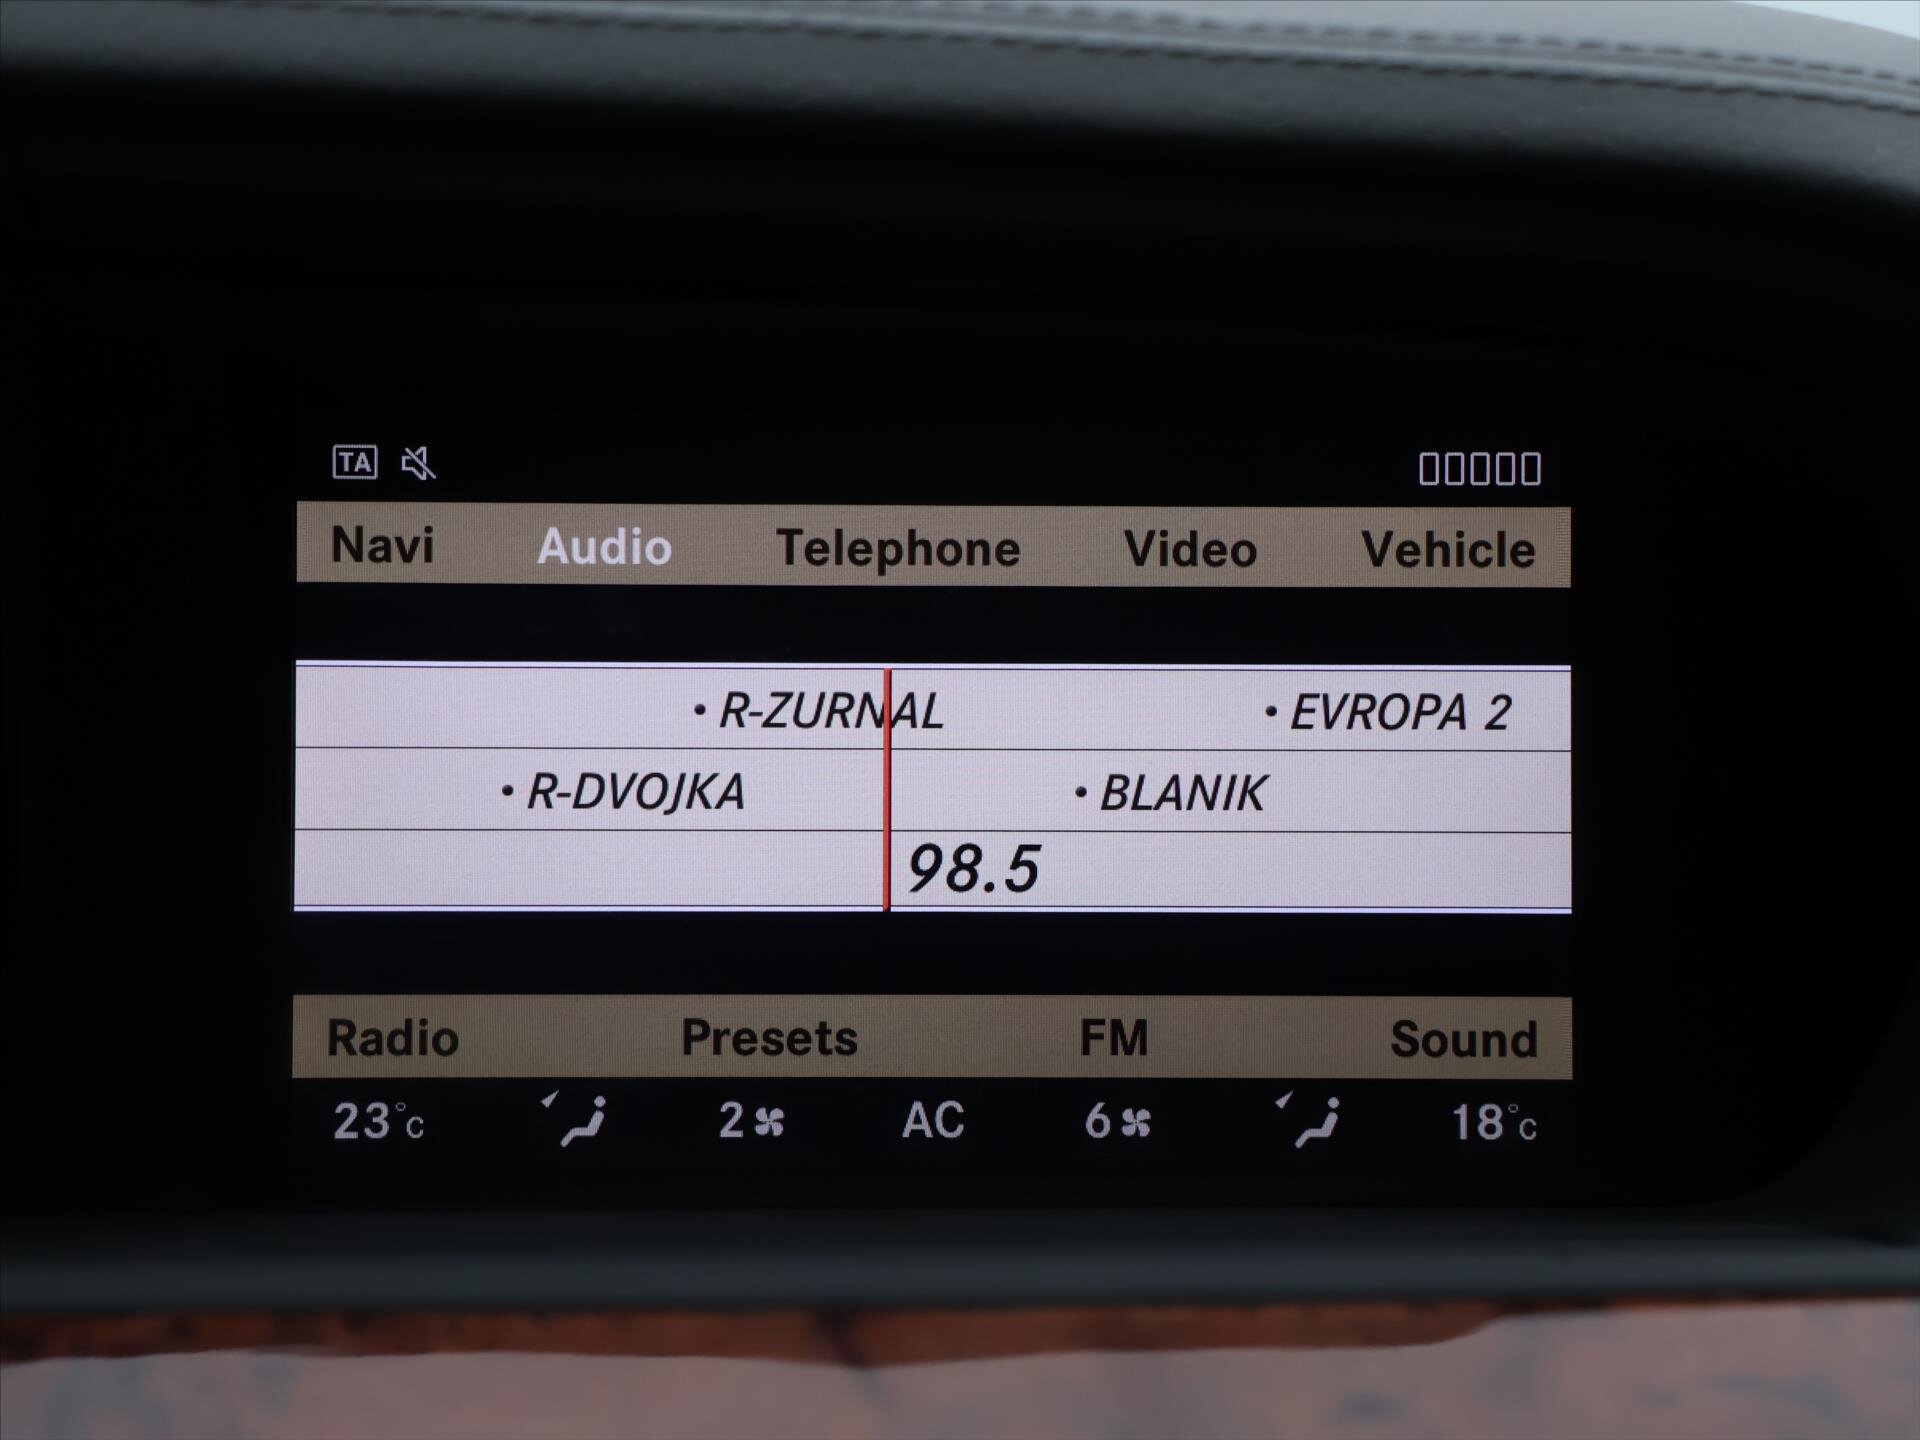 TA
Navi Audio Telephone Video Vehicle
• R-ZURNAL • EVROPA 2
• R-DVOJKA • BLANIK
98.5
Radio Presets FM Sound
23°C 2 AC 6 18°C